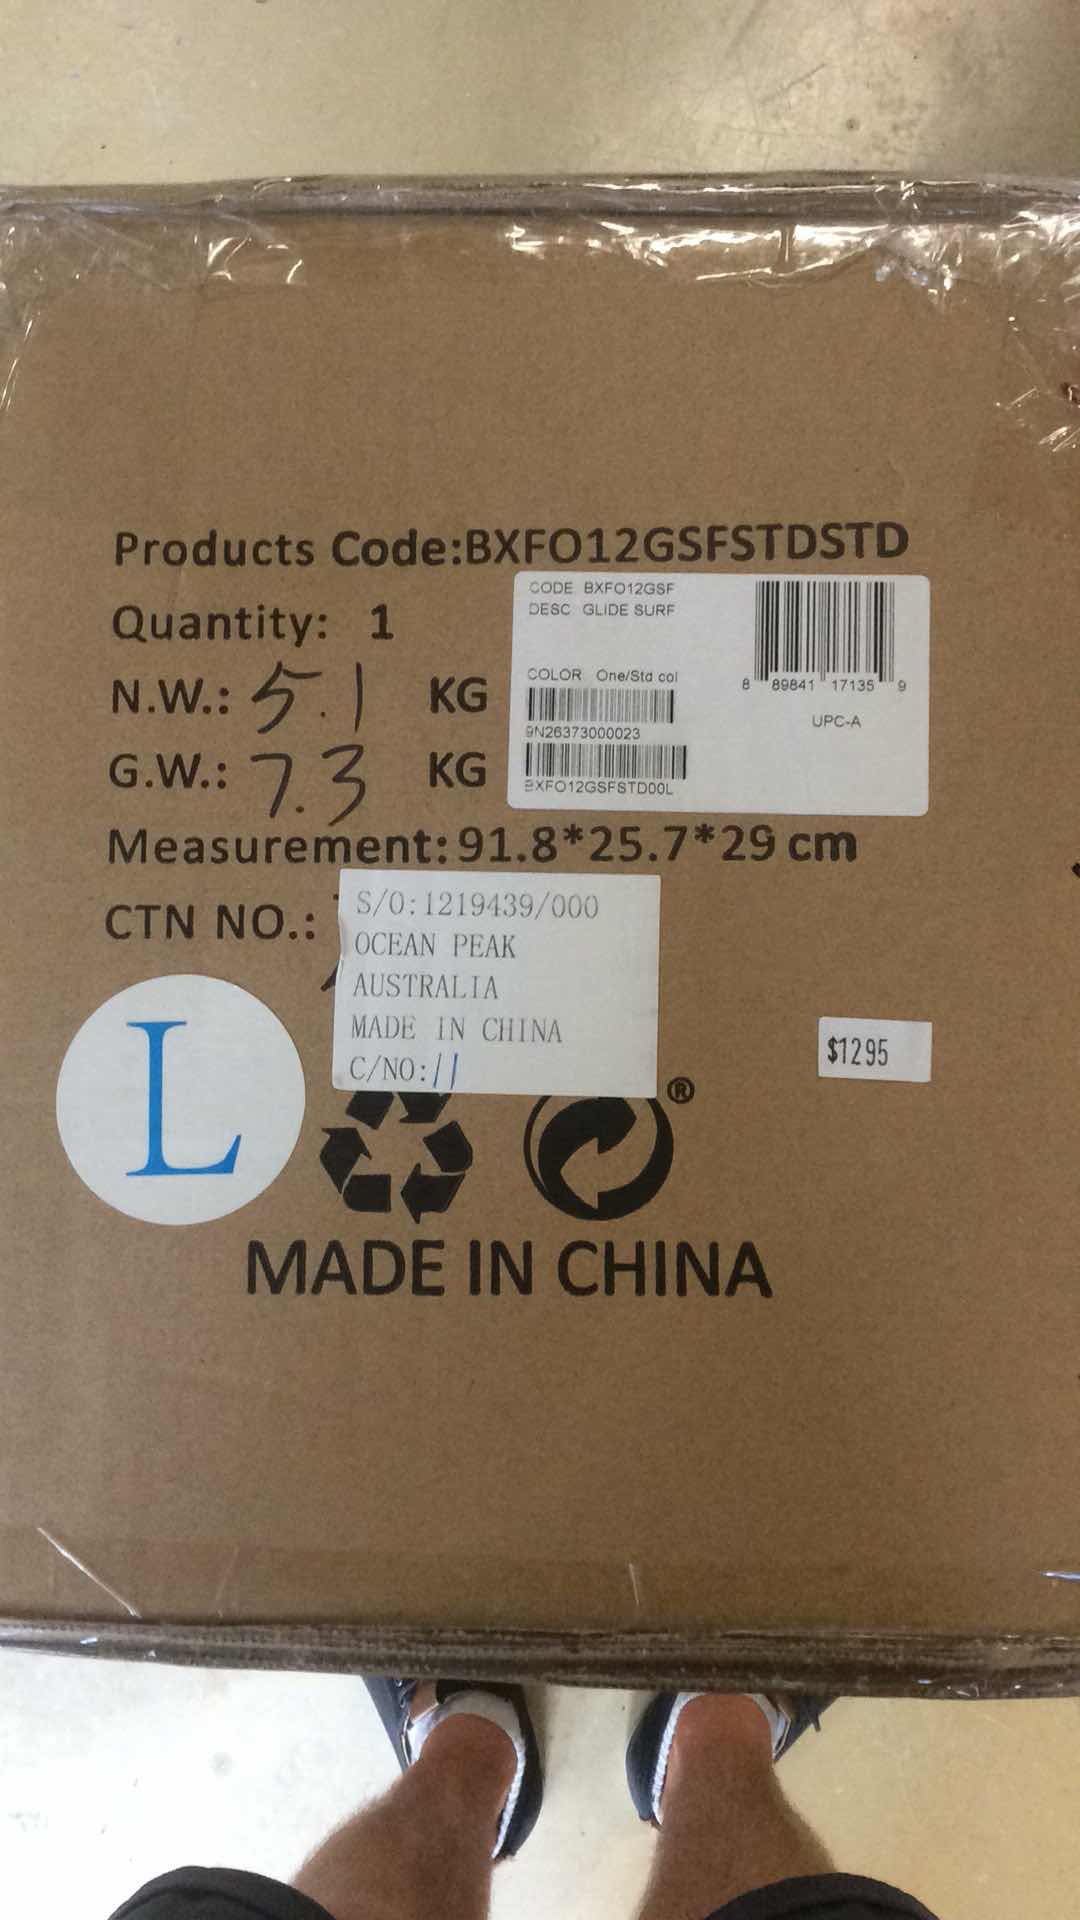 Products Code:BXFO12GSFSTDSTD
CODE BXFO12GSF
DESC GLIDE SURF
COLOR One/Std col
9N26373000023
BXFO12GSFSTD00L
8 89841 17135 9
UPC-A
Quantity: 1
N.W.: 5.1 KG
G.W.: 7.3 KG
Measurement:91.8*25.7*29 cm
CTN NO.:
S/O:1219439/000
OCEAN PEAK
AUSTRALIA
MADE IN CHINA
C/NO:11
$1295
L
®
MADE IN CHINA